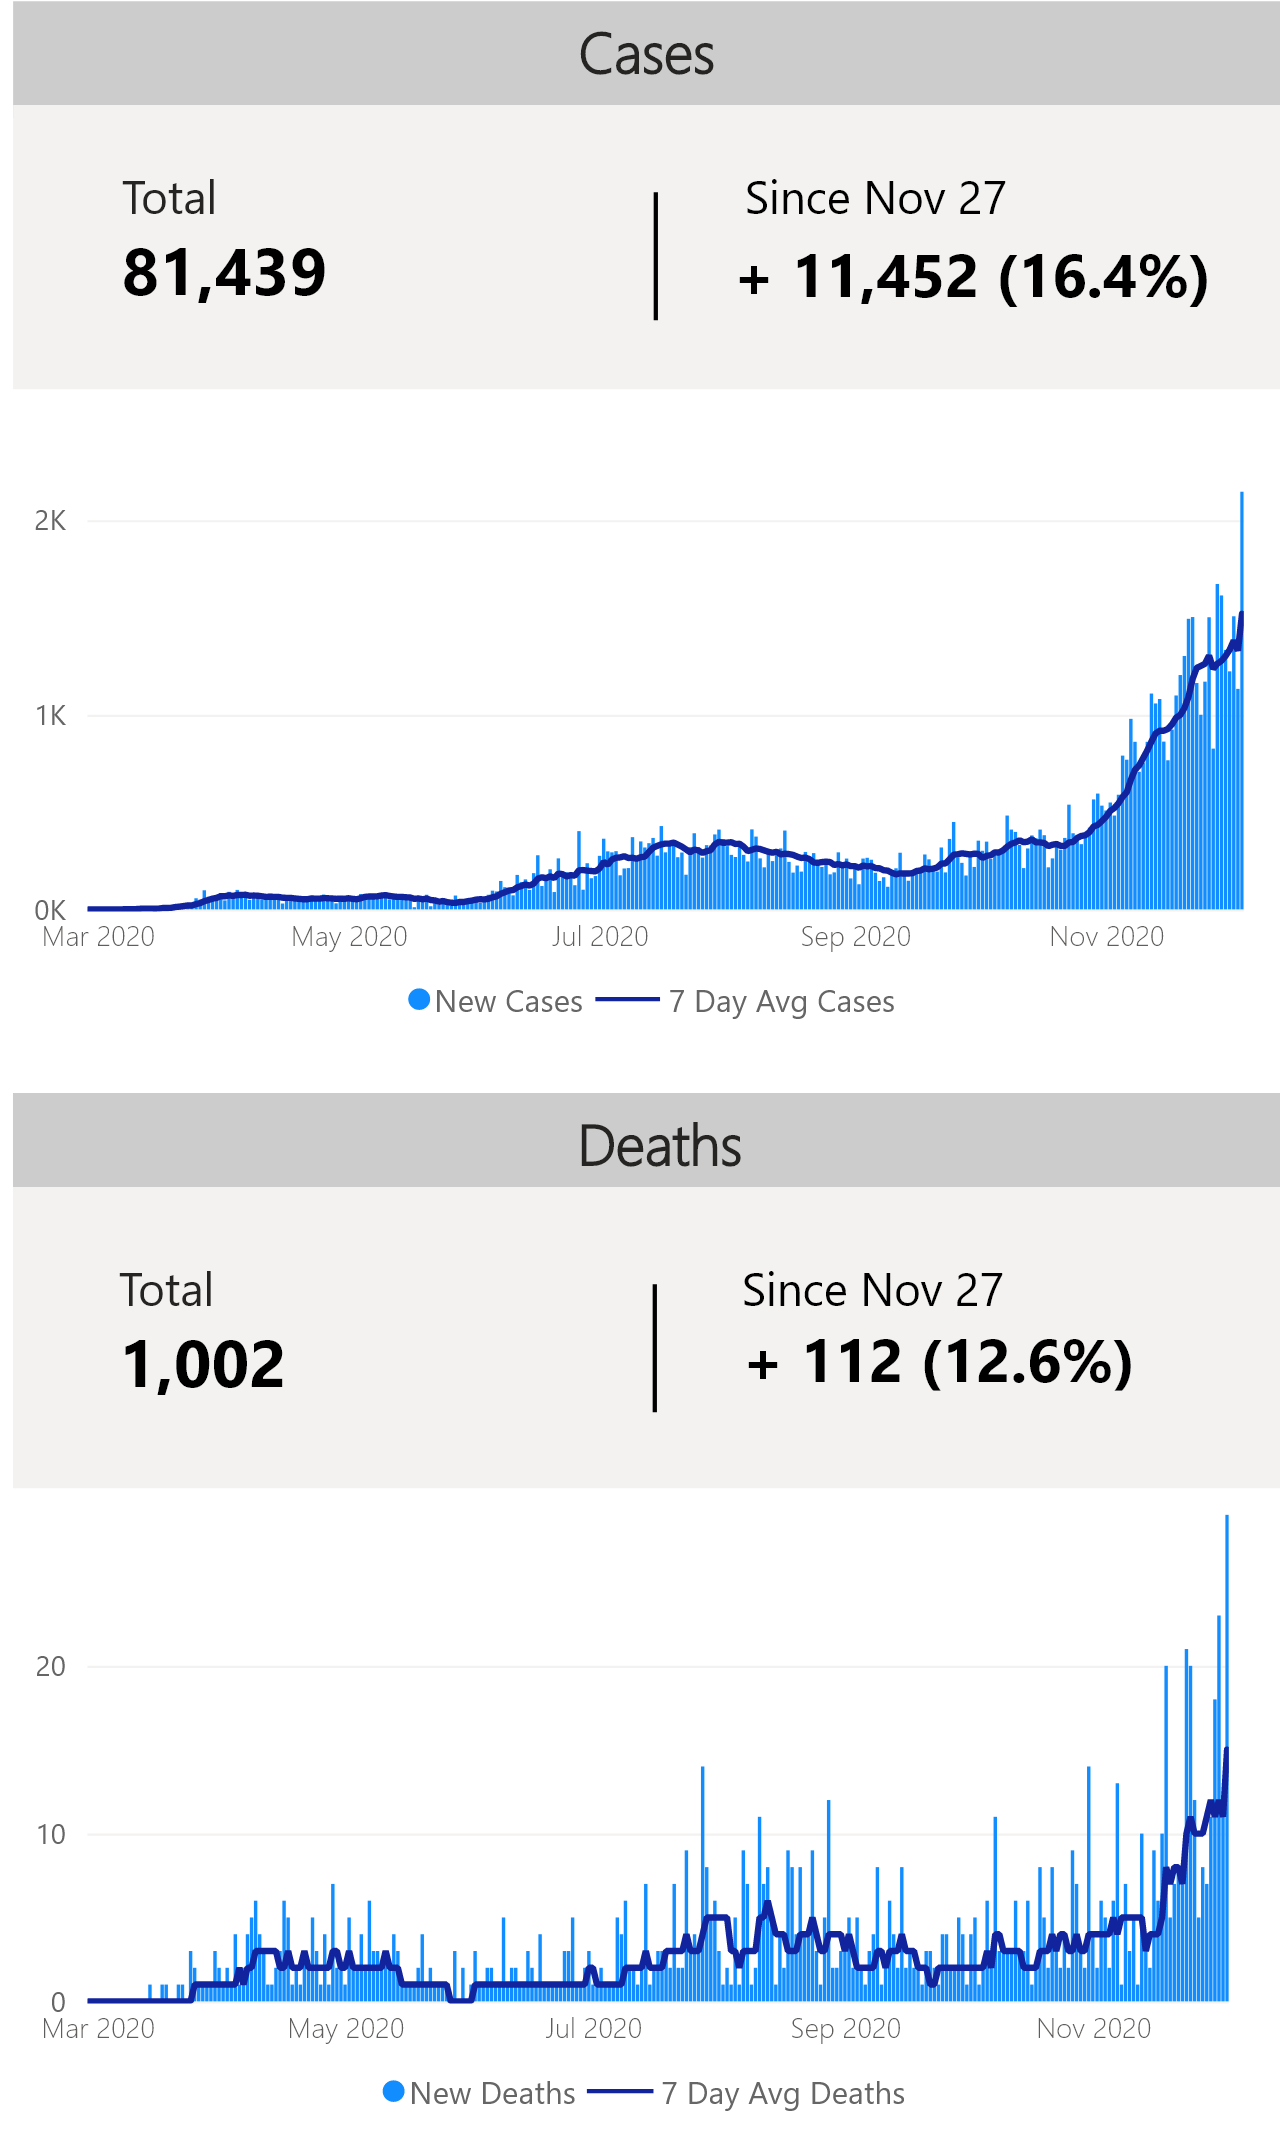 Cases
Total
81,439
Since Nov 27
+ 11,452 (16.4%)
2K
1K
0K
Mar 2020 May 2020 Jul 2020 Sep 2020 Nov 2020
New Cases 7 Day Avg Cases
Deaths
Total
1,002
Since Nov 27
+ 112 (12.6%)
20
10
0
Mar 2020 May 2020 Jul 2020 Sep 2020 Nov 2020
New Deaths 7 Day Avg Deaths